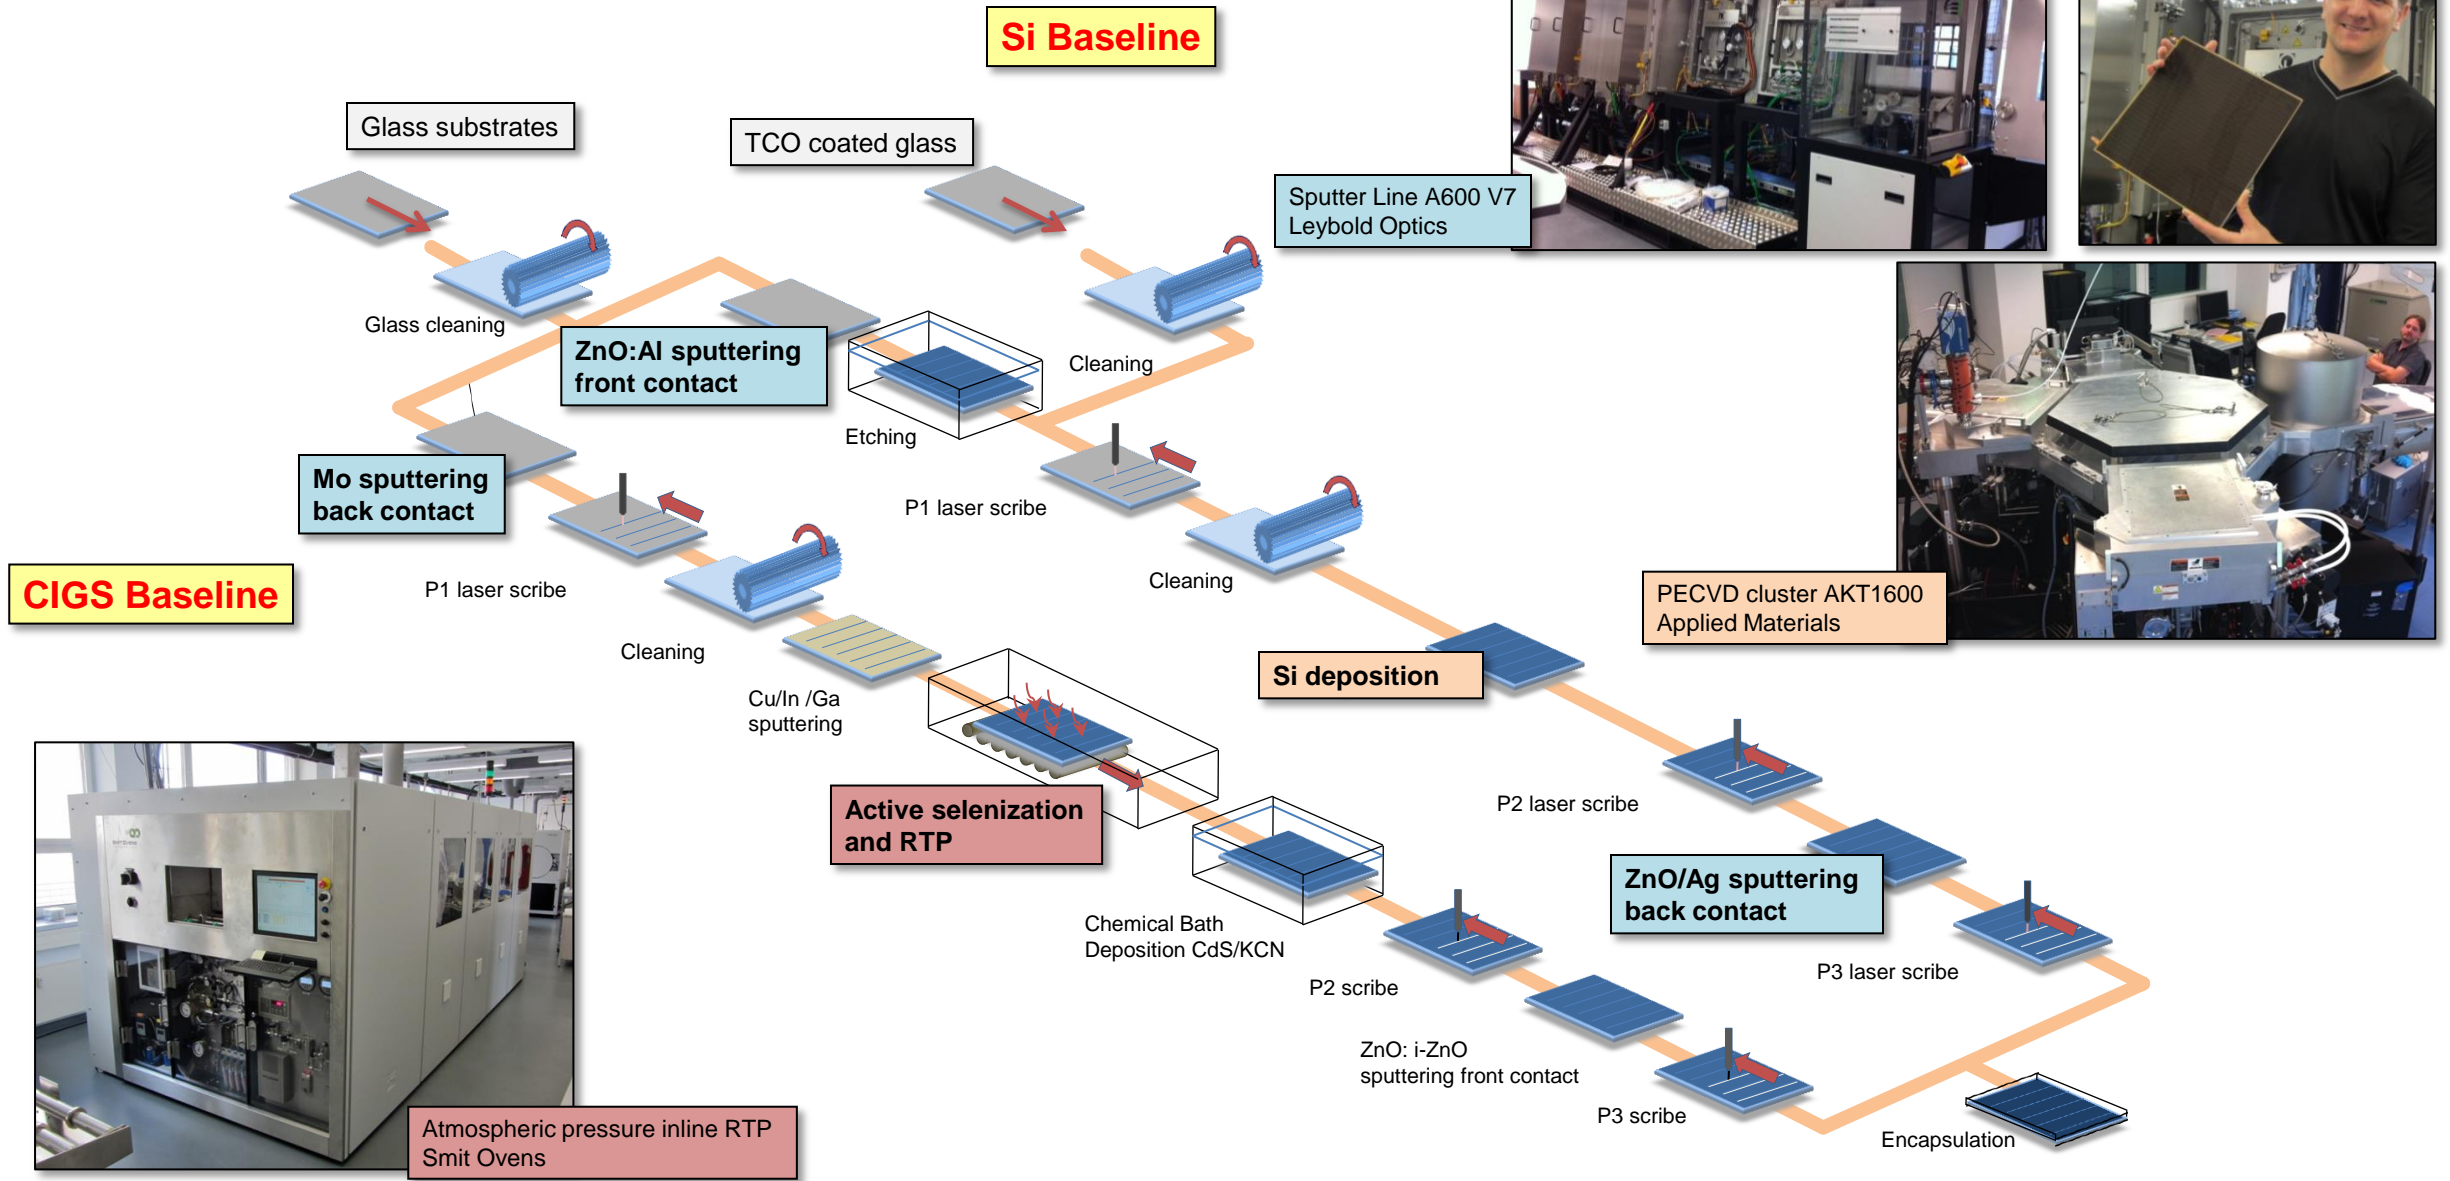 Si Baseline
Glass substrates
TCO coated glass
Sputter Line A600 V7
Leybold Optics
Glass cleaning
ZnO:Al sputtering
front contact
Cleaning
Etching
Mo sputtering
back contact
P1 laser scribe
CIGS Baseline
P1 laser scribe
Cleaning
PECVD cluster AKT1600
Applied Materials
Cleaning
Si deposition
Cu/In /Ga
sputtering
Active selenization
and RTP
P2 laser scribe
ZnO/Ag sputtering
back contact
Chemical Bath
Deposition CdS/KCN
P2 scribe
P3 laser scribe
ZnO: i-ZnO
sputtering front contact
P3 scribe
Encapsulation
Atmospheric pressure inline RTP
Smit Ovens